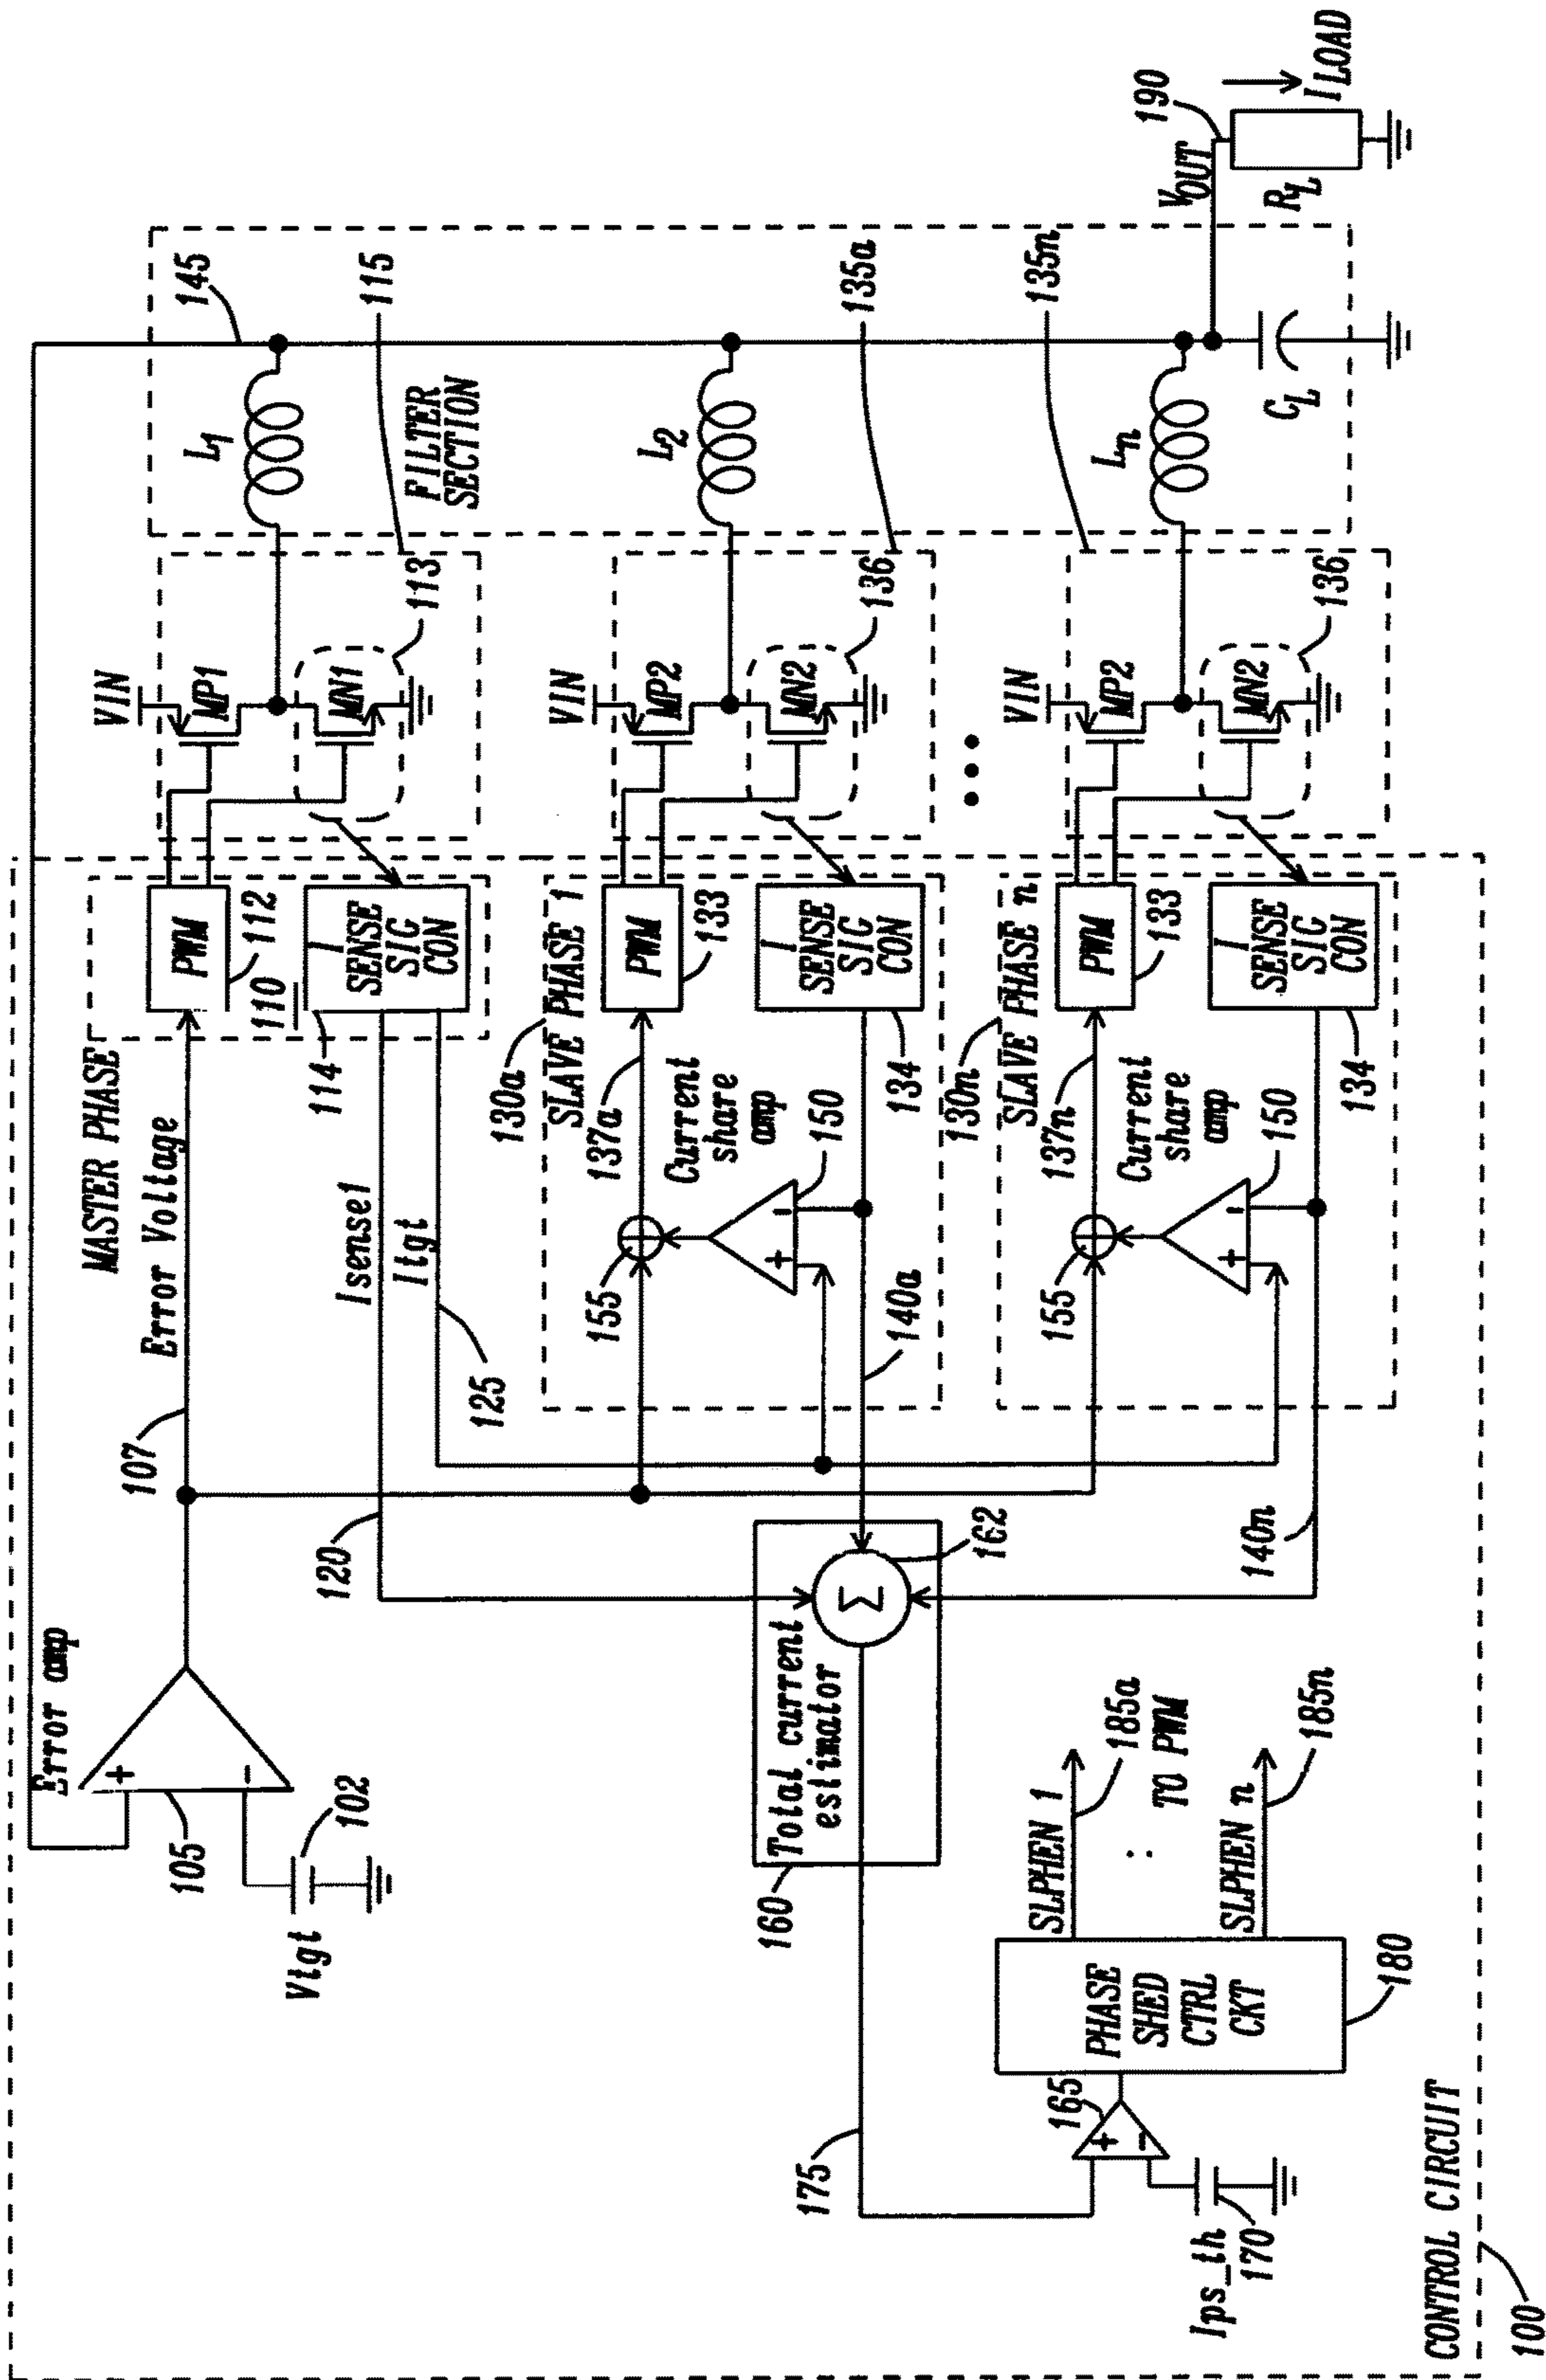 CONTROL CIRCUIT
100
Error amp
+
-
105
102
Vtgt
107
Error Voltage
MASTER PHASE
PWM
112
110
I
SENSE
SIG
CON
114
Isense1
Itgt
120
125
VIN
MP1
MN1
113
115
L1
FILTER
SECTION
145
130a
SLAVE PHASE 1
PWM
133
137a
155
Current
share
amp
+
-
150
I
SENSE
SIG
CON
134
140a
VIN
MP2
MN2
136
135a
L2
130n
SLAVE PHASE n
PWM
133
137n
155
Current
share
amp
+
-
150
I
SENSE
SIG
CON
134
140n
VIN
MP2
MN2
136
135n
Ln
CL
VOUT
190
RL
ILOAD
Total current
estimator
Σ
162
160
175
165
+
-
Ips_th
170
PHASE
SHED
CTRL
CKT
180
SLPHEN 1
185a
:
TO PWM
SLPHEN n
185n